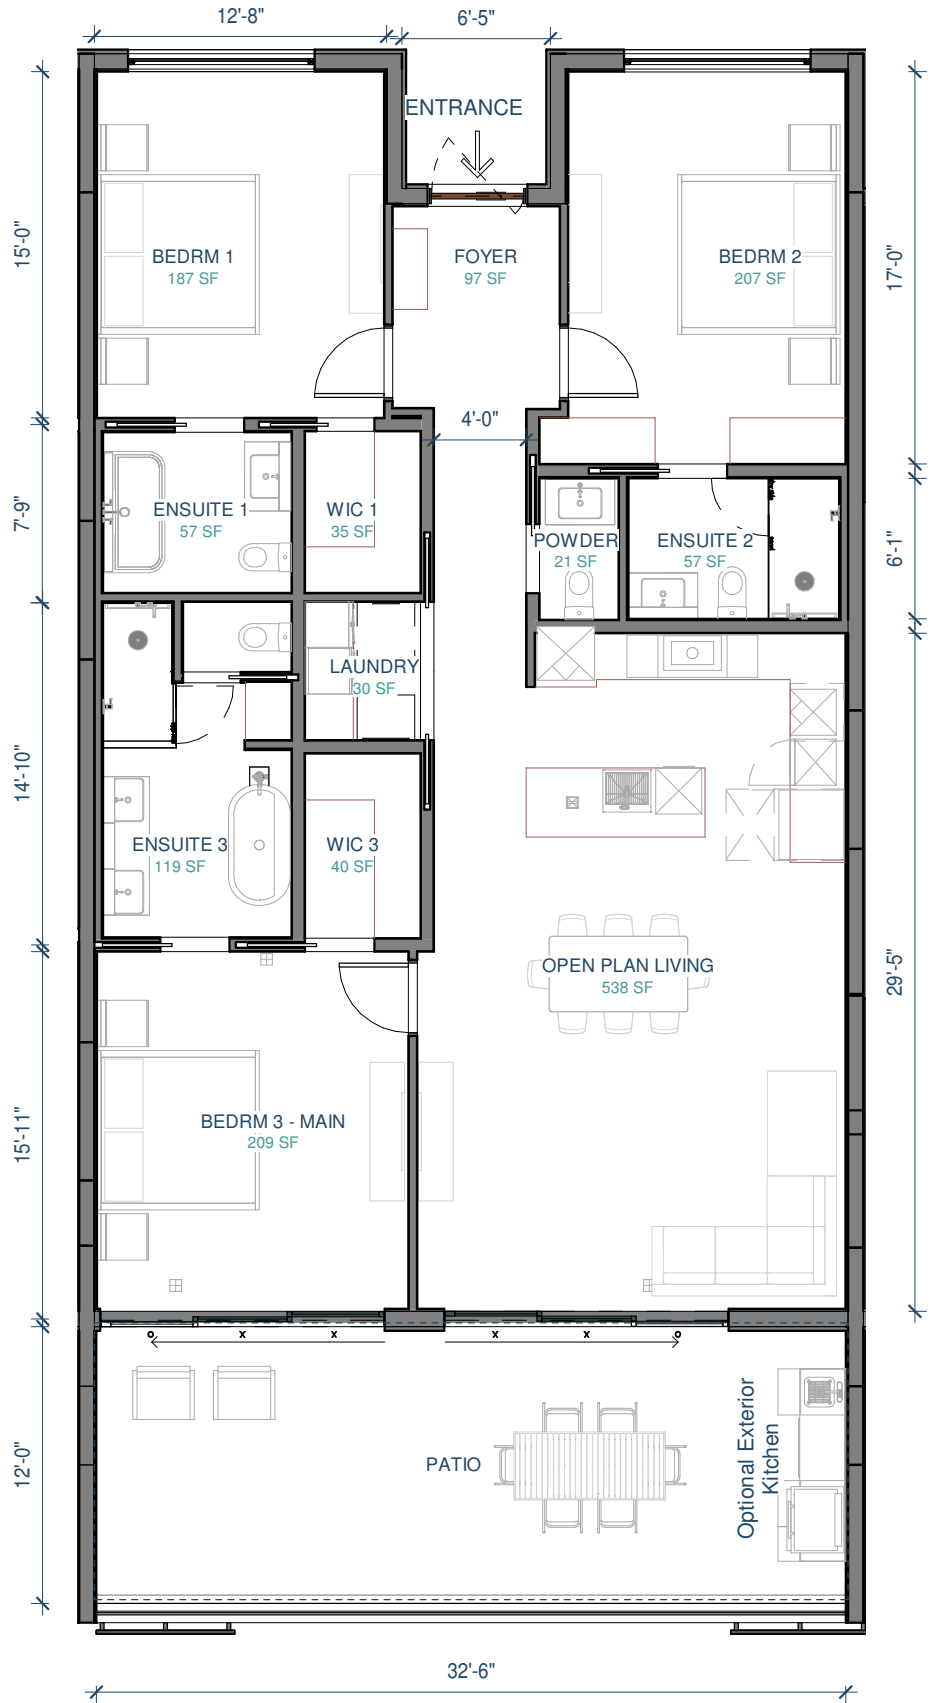 12'-8"
6'-5"
ENTRANCE
15'-0"
17'-0"
BEDRM 1
187 SF
FOYER
97 SF
BEDRM 2
207 SF
4'-0"
7'-9"
6'-1"
ENSUITE 1
57 SF
WIC 1
35 SF
POWDER
21 SF
ENSUITE 2
57 SF
LAUNDRY
30 SF
14'-10"
ENSUITE 3
119 SF
WIC 3
40 SF
OPEN PLAN LIVING
538 SF
29'-5"
15'-11"
BEDRM 3 - MAIN
209 SF
o x x x x o
12'-0"
PATIO
Optional Exterior
Kitchen
32'-6"